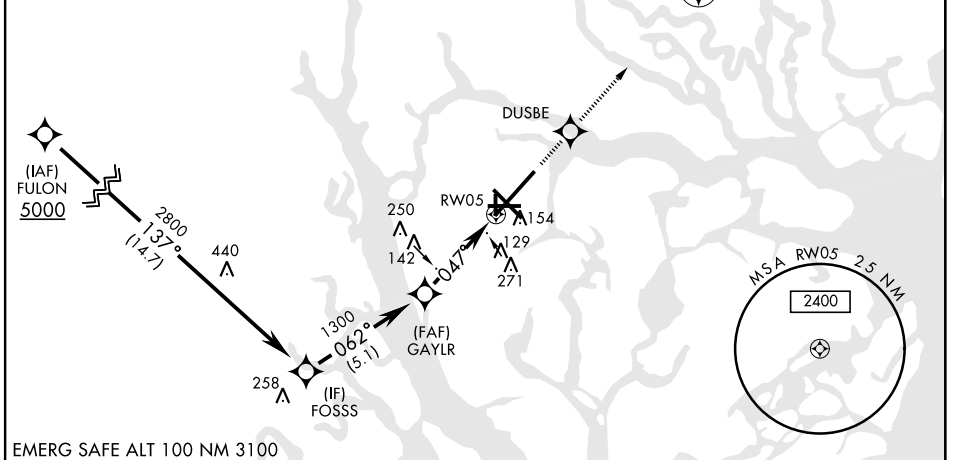 DUSBE
(IAF)
FULON
5000
RW05
154
250
129
142
271
2800
137°
(14.7)
440
047°
1300
062°
(5.1)
(FAF)
GAYLR
258
(IF)
FOSSS
MSA RW05 25 NM
2400
EMERG SAFE ALT 100 NM 3100